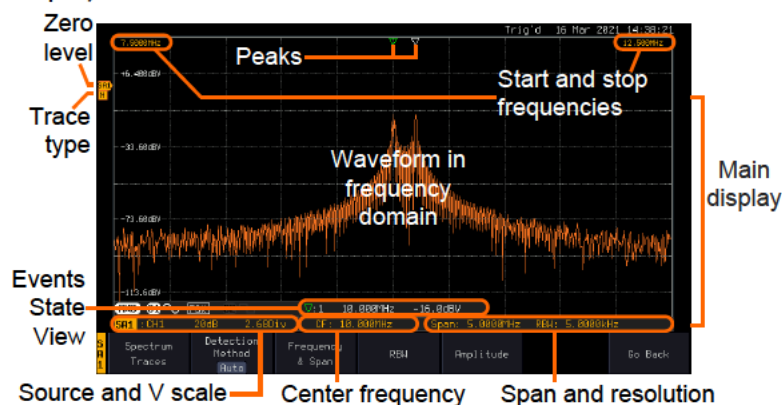 Zero level
Trig'd 16 Mar 2021 14:38:21
7.5000MHz
Peaks
12.500MHz
+6.400dBV
Start and stop frequencies
SA1
Trace type
-33.60dBV
Waveform in frequency domain
Main display
-73.60dBV
-113.6dBV
Events State View
:1 10.000MHz -16.0dBV
SA1 :CH1 20dB 2.68Div
CF: 10.000MHz
Span: 5.0000MHz RBW: 5.0000kHz
SA1
Spectrum Traces
Detection Method
Auto
Frequency & Span
RBW
Amplitude
Go Back
Source and V scale
Center frequency
Span and resolution